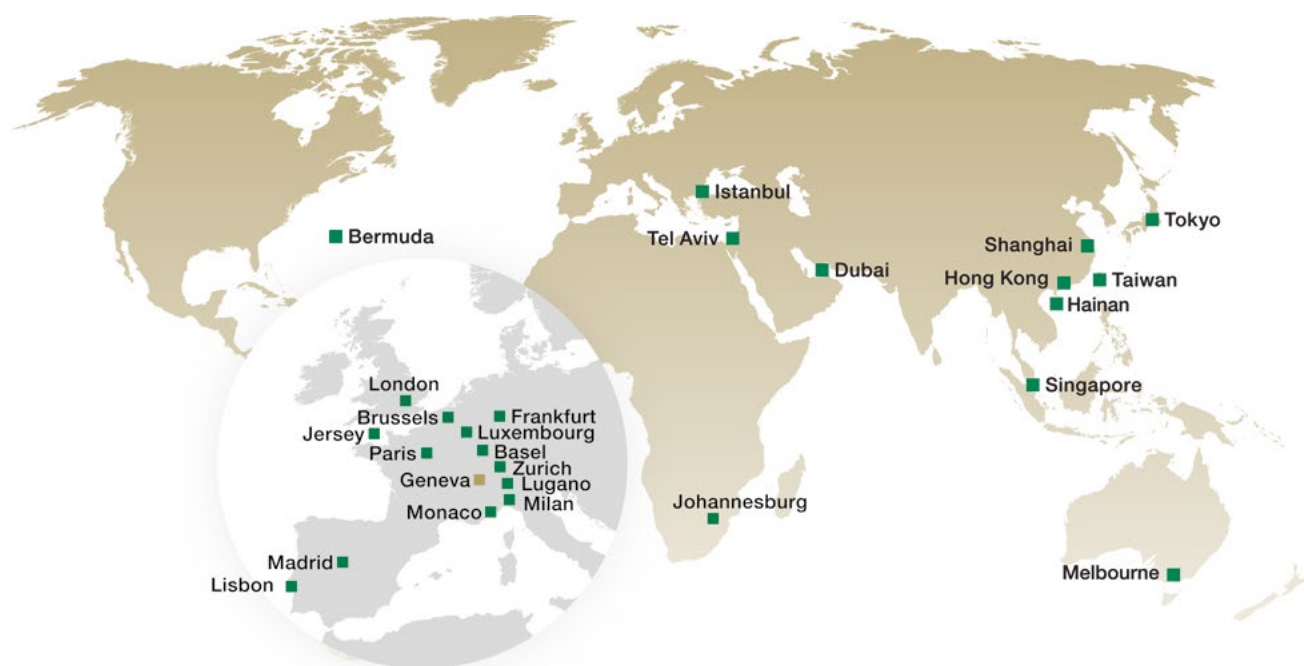 Istanbul
Tokyo
Bermuda
Tel Aviv
Shanghai
Dubai
Hong Kong
Taiwan
Hainan
Singapore
London
Brussels
Frankfurt
Jersey
Luxembourg
Paris
Basel
Zurich
Geneva
Lugano
Milan
Monaco
Johannesburg
Madrid
Lisbon
Melbourne